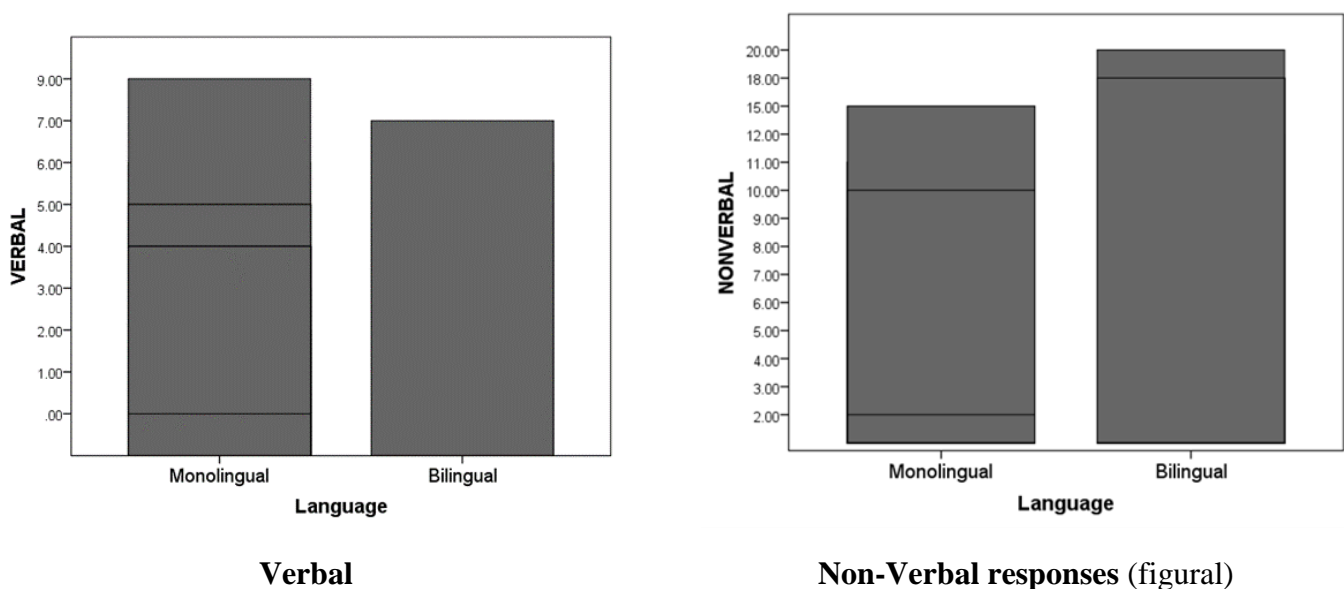 VERBAL
9.00
7.00
6.00
5.00
4.00
3.00
2.00
1.00
.00
Monolingual
Bilingual
Language
Verbal
NONVERBAL
20.00
18.00
15.00
12.00
11.00
10.00
9.00
8.00
7.00
6.00
5.00
4.00
3.00
2.00
Monolingual
Bilingual
Language
Non-Verbal responses (figural)